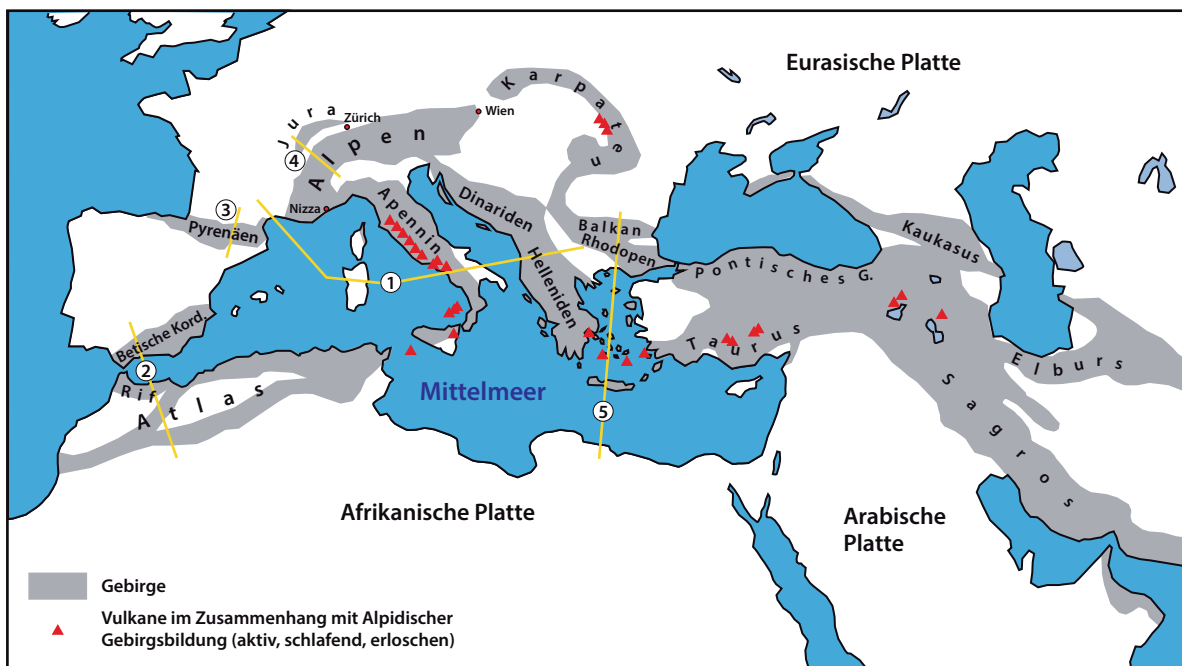 Eurasische Platte
Karpaten
Jura
Zürich
Wien
Alpen
4
3
Nizza
Pyrenäen
Apennin
Dinariden
Balkan
Rhodopen
Kaukasus
1
Helleniden
Pontisches G.
Betische Kord.
Taurus
Elburs
2
Rif
Atlas
Mittelmeer
5
Sagros
Afrikanische Platte
Arabische
Platte
Gebirge
Vulkane im Zusammenhang mit Alpidischer
Gebirgsbildung (aktiv, schlafend, erloschen)